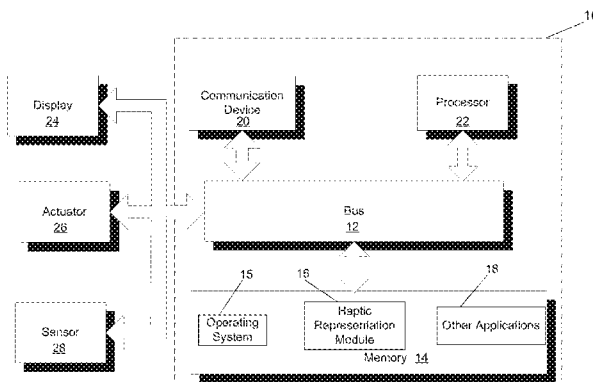 10
Display
24
Communication
Device
20
Processor
22
Actuator
26
Bus
12
15
16
18
Operating
System
Haptic
Representation
Module
Other Applications
Sensor
28
Memory 14